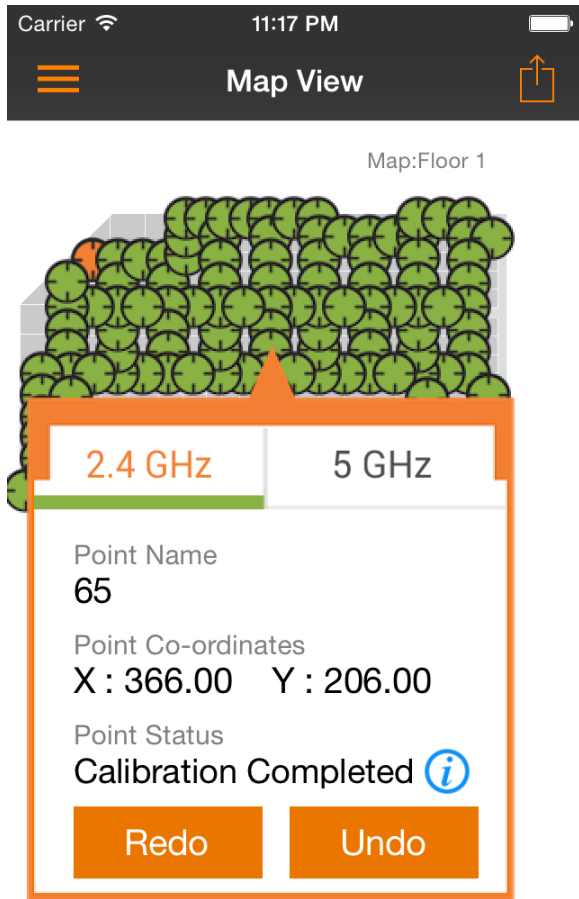 Carrier 11:17 PM
Map View
Map:Floor 1
2.4 GHz 5 GHz
Point Name
65
Point Co-ordinates
X : 366.00 Y : 206.00
Point Status
Calibration Completed i
Redo Undo